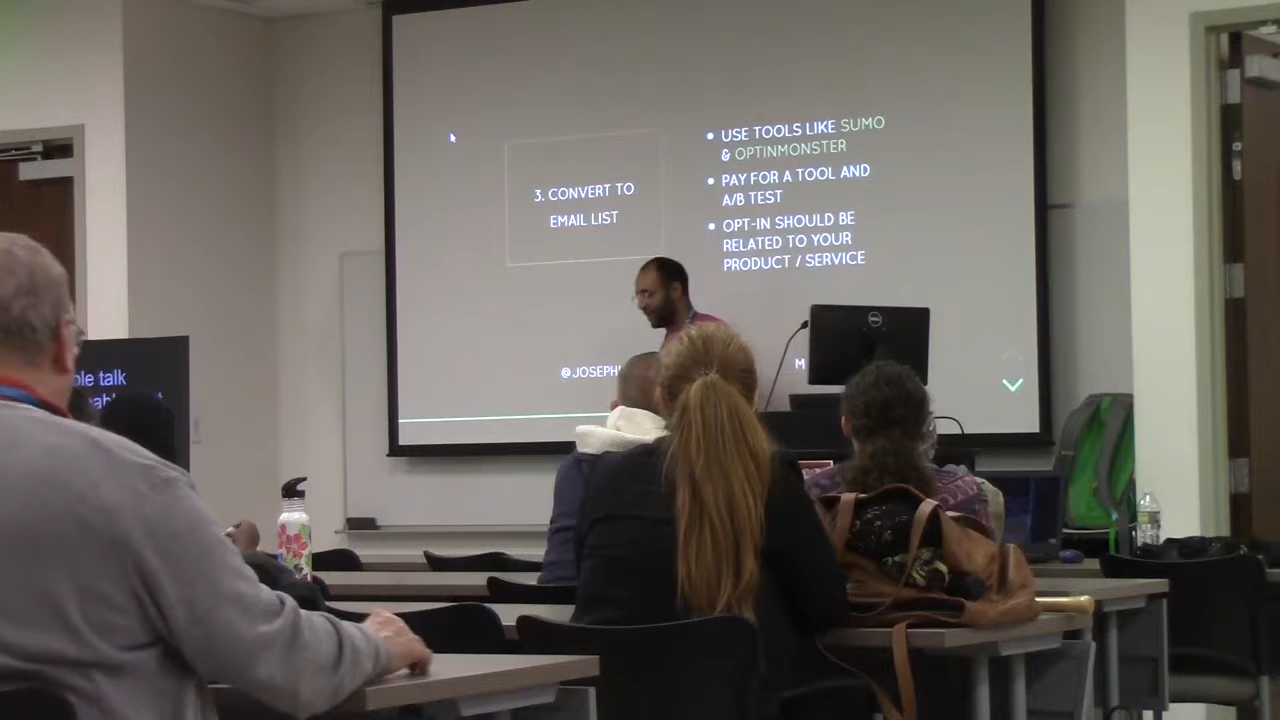 USE TOOLS LIKE SUMO
& OPTINMONSTER
PAY FOR A TOOL AND
A/B TEST
OPT-IN SHOULD BE
RELATED TO YOUR
PRODUCT / SERVICE
3. CONVERT TO
EMAIL LIST
DELL
talk